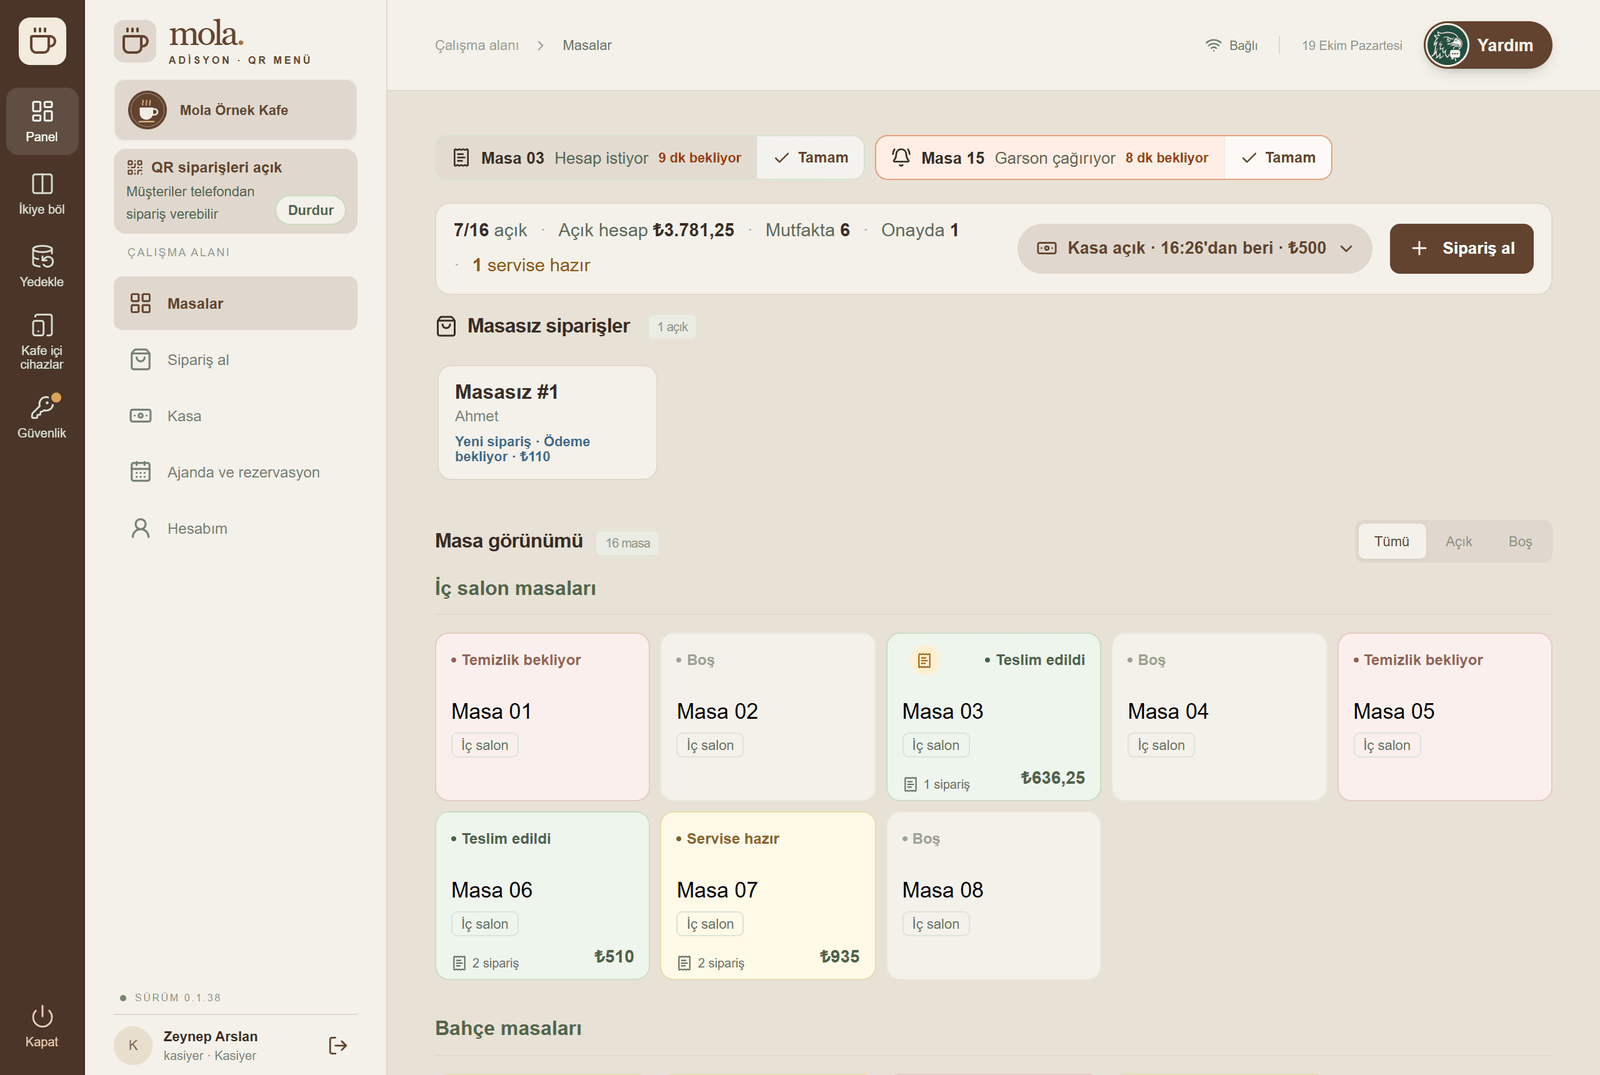 Panel
İkiye böl
Yedekle
Kafe içi
cihazlar
Güvenlik
Kapat
mola.
ADİSYON · QR MENÜ
Mola Örnek Kafe
QR siparişleri açık
Müşteriler telefondan
sipariş verebilir
Durdur
ÇALIŞMA ALANI
Masalar
Sipariş al
Kasa
Ajanda ve rezervasyon
Hesabım
SÜRÜM 0.1.38
K
Zeynep Arslan
kasiyer · Kasiyer
Çalışma alanı > Masalar
Bağlı
19 Ekim Pazartesi
Yardım
Masa 03 Hesap istiyor 9 dk bekliyor Tamam
Masa 15 Garson çağırıyor 8 dk bekliyor Tamam
7/16 açık · Açık hesap ₺3.781,25 · Mutfakta 6 · Onayda 1
· 1 servise hazır
Kasa açık · 16:26'dan beri · ₺500
Sipariş al
Masasız siparişler 1 açık
Masasız #1
Ahmet
Yeni sipariş · Ödeme
bekliyor · ₺110
Masa görünümü 16 masa
Tümü Açık Boş
İç salon masaları
• Temizlik bekliyor
Masa 01
İç salon
• Boş
Masa 02
İç salon
• Teslim edildi
Masa 03
İç salon
1 sipariş ₺636,25
• Boş
Masa 04
İç salon
• Temizlik bekliyor
Masa 05
İç salon
• Teslim edildi
Masa 06
İç salon
2 sipariş ₺510
• Servise hazır
Masa 07
İç salon
2 sipariş ₺935
• Boş
Masa 08
İç salon
Bahçe masaları